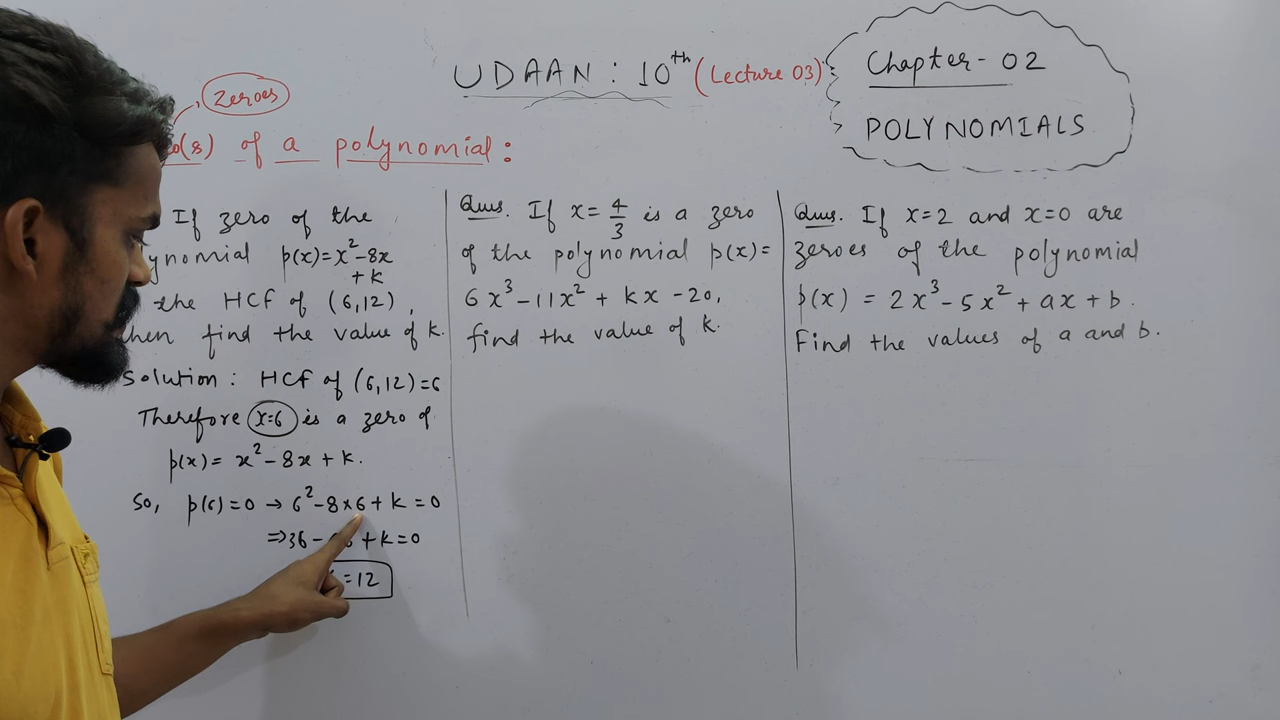 UDAAN : 10th (Lecture 03)
Chapter - 02
POLYNOMIALS
Zeroes
of a polynomial :
If zero of the
p(x)=x²-8x
+k
the HCF of (6,12),
find the value of k.
Solution : HCF of (6,12)=6
Therefore x=6 is a zero of
p(x)= x²-8x+k.
So, p(6)=0 → 6²-8×6+k=0
⇒36- +k=0
=12
Ques. If x=4/3 is a zero
of the polynomial p(x)=
6x³-11x²+kx-20,
find the value of k.
Ques. If x=2 and x=0 are
zeroes of the polynomial
p(x) = 2x³-5x²+ax+b.
Find the values of a and b.